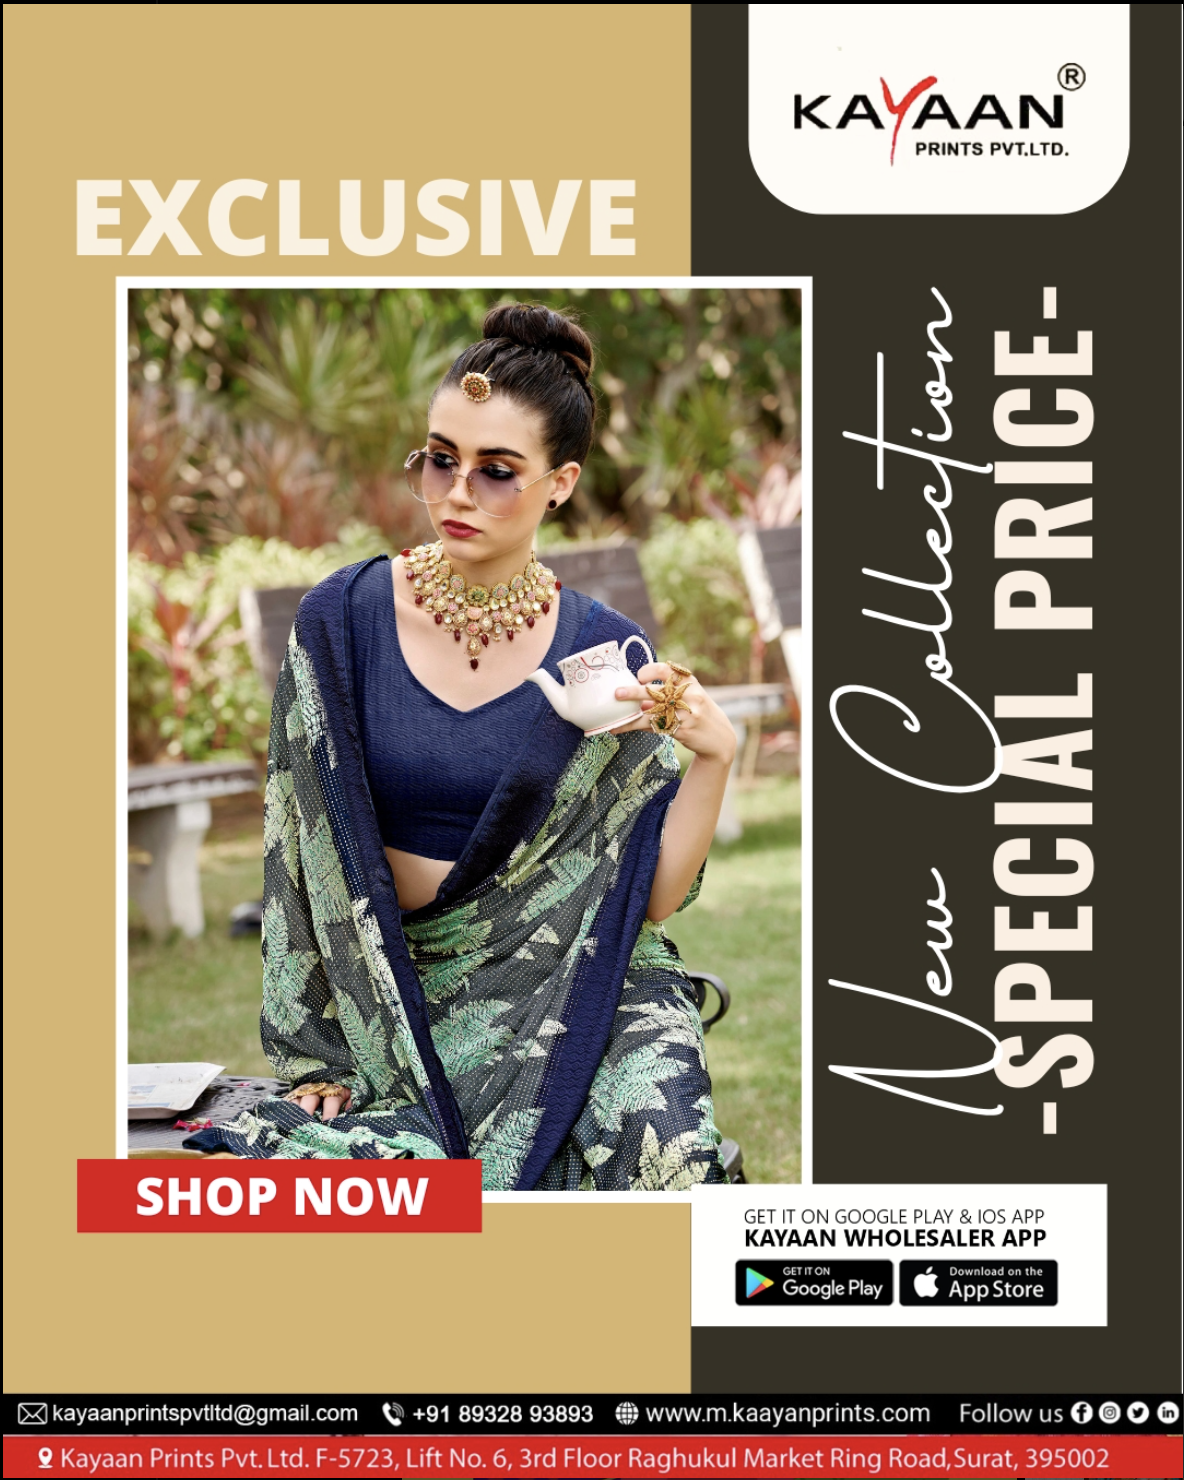 KAYAAN®
PRINTS PVT.LTD.
EXCLUSIVE
New Collection
-SPECIAL PRICE-
SHOP NOW
GET IT ON GOOGLE PLAY & IOS APP
KAYAAN WHOLESALER APP
GET IT ON
Google Play
Download on the
App Store
kayaanprintspvtltd@gmail.com +91 89328 93893 www.m.kaayanprints.com Follow us
Kayaan Prints Pvt. Ltd. F-5723, Lift No. 6, 3rd Floor Raghukul Market Ring Road,Surat, 395002